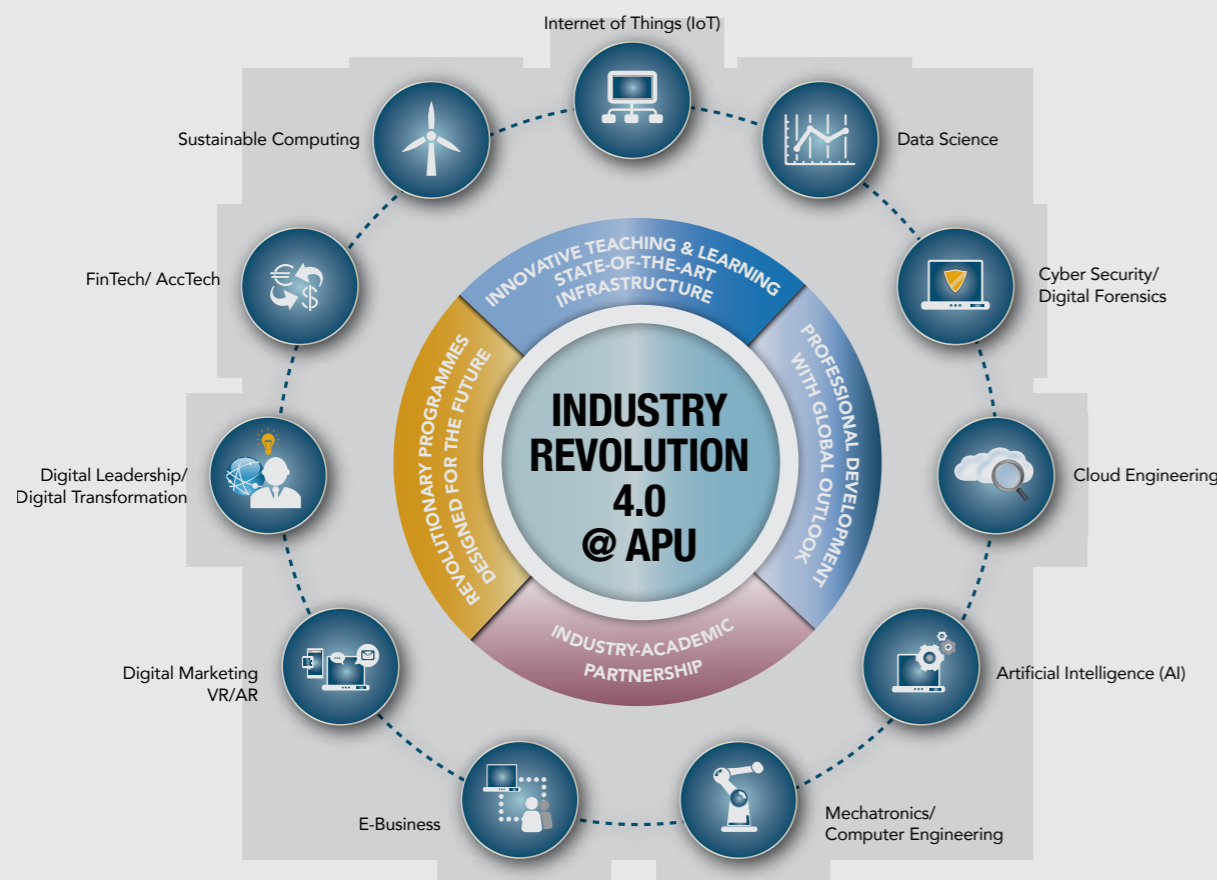 Internet of Things (IoT)
Sustainable Computing
Data Science
FinTech/ AccTech
Cyber Security/
Digital Forensics
INNOVATIVE TEACHING & LEARNING
STATE-OF-THE-ART
INFRASTRUCTURE
REVOLUTIONARY PROGRAMMES
DESIGNED FOR THE FUTURE
PROFESSIONAL DEVELOPMENT
WITH GLOBAL OUTLOOK
INDUSTRY
REVOLUTION
4.0
@ APU
INDUSTRY-ACADEMIC
PARTNERSHIP
Digital Leadership/
Digital Transformation
Cloud Engineering
Digital Marketing
VR/AR
Artificial Intelligence (AI)
E-Business
Mechatronics/
Computer Engineering